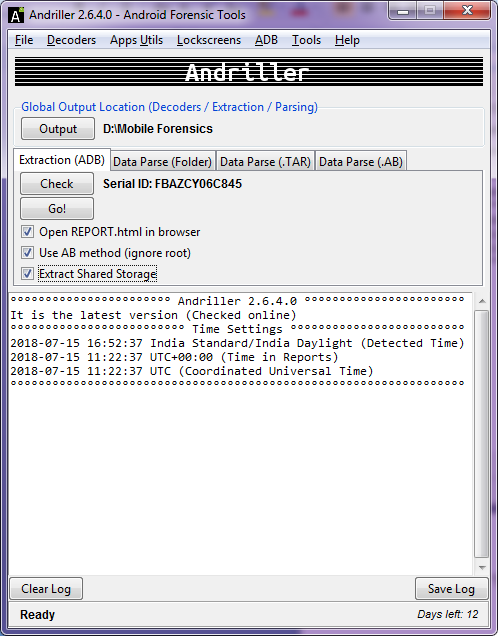 Andriller 2.6.4.0 - Android Forensic Tools
File Decoders Apps Utils Lockscreens ADB Tools Help
Andriller
Global Output Location (Decoders / Extraction / Parsing)
Output D:\Mobile Forensics
Extraction (ADB) Data Parse (Folder) Data Parse (.TAR) Data Parse (.AB)
Check Serial ID: FBAZCY06C845
Go!
Open REPORT.html in browser
Use AB method (ignore root)
Extract Shared Storage
°°°°°°°°°°°°°°°°°°°°°°° Andriller 2.6.4.0 °°°°°°°°°°°°°°°°°°°°°°°
It is the latest version (Checked online)
°°°°°°°°°°°°°°°°°°°°°°°°° Time Settings °°°°°°°°°°°°°°°°°°°°°°°°°
2018-07-15 16:52:37 India Standard/India Daylight (Detected Time)
2018-07-15 11:22:37 UTC+00:00 (Time in Reports)
2018-07-15 11:22:37 UTC (Coordinated Universal Time)
°°°°°°°°°°°°°°°°°°°°°°°°°°°°°°°°°°°°°°°°°°°°°°°°°°°°°°°°°°°°°°°°°
Clear Log Save Log
Ready Days left: 12